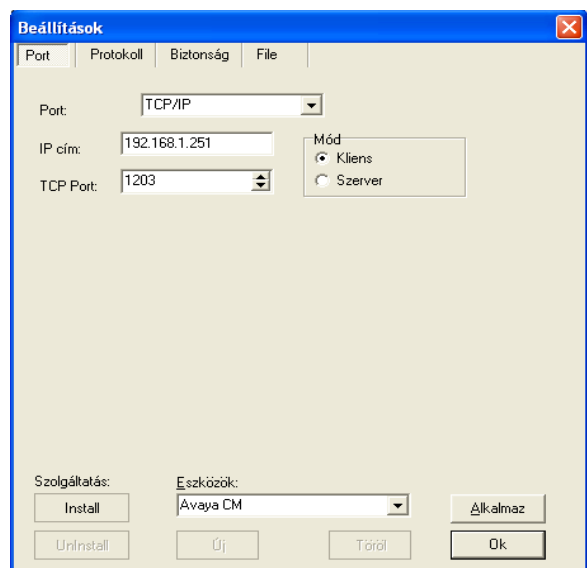 Beállítások
Port Protokoll Biztonság File
Port: TCP/IP
IP cím: 192.168.1.251
Mód
Kliens
TCP Port: 1203
Szerver
Szolgáltatás: Eszközök:
Install Avaya CM Alkalmaz
UnInstall Új Töröl Ok